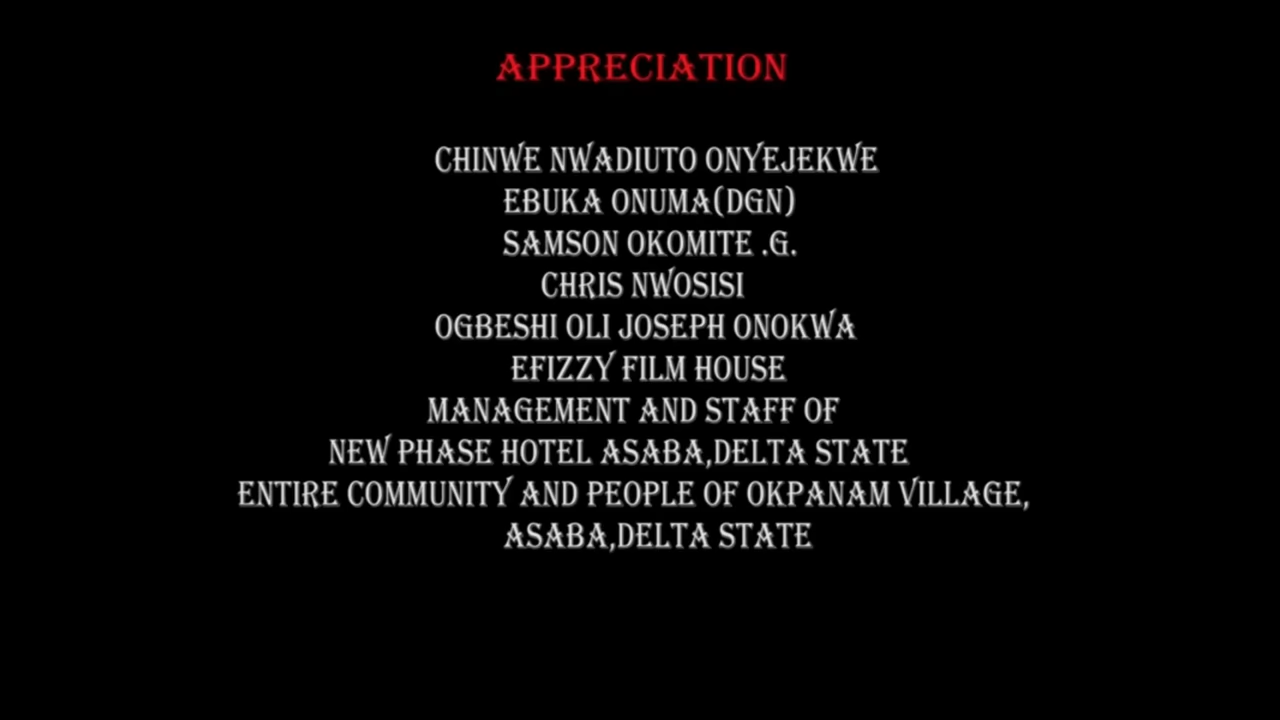 APPRECIATION
CHINWE NWADIUTO ONYEJEKWE
EBUKA ONUMA(DGN)
SAMSON OKOMITE .G.
CHRIS NWOSISI
OGBESHI OLI JOSEPH ONOKWA
EFIZZY FILM HOUSE
MANAGEMENT AND STAFF OF
NEW PHASE HOTEL ASABA,DELTA STATE
ENTIRE COMMUNITY AND PEOPLE OF OKPANAM VILLAGE,
ASABA,DELTA STATE